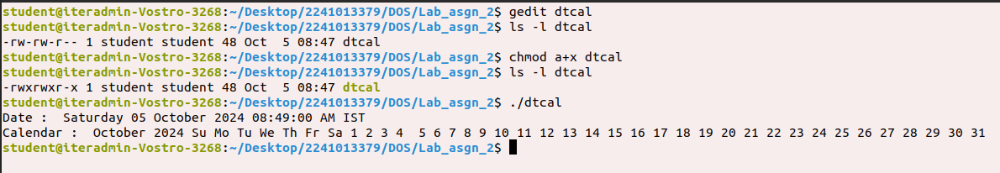 student@iteradmin-Vostro-3268:~/Desktop/2241013379/DOS/Lab_asgn_2$ gedit dtcal
student@iteradmin-Vostro-3268:~/Desktop/2241013379/DOS/Lab_asgn_2$ ls -l dtcal
-rw-rw-r-- 1 student student 48 Oct  5 08:47 dtcal
student@iteradmin-Vostro-3268:~/Desktop/2241013379/DOS/Lab_asgn_2$ chmod a+x dtcal
student@iteradmin-Vostro-3268:~/Desktop/2241013379/DOS/Lab_asgn_2$ ls -l dtcal
-rwxrwxr-x 1 student student 48 Oct  5 08:47 dtcal
student@iteradmin-Vostro-3268:~/Desktop/2241013379/DOS/Lab_asgn_2$ ./dtcal
Date :  Saturday 05 October 2024 08:49:00 AM IST
Calendar :  October 2024 Su Mo Tu We Th Fr Sa 1 2 3 4  5 6 7 8 9 10 11 12 13 14 15 16 17 18 19 20 21 22 23 24 25 26 27 28 29 30 31
student@iteradmin-Vostro-3268:~/Desktop/2241013379/DOS/Lab_asgn_2$